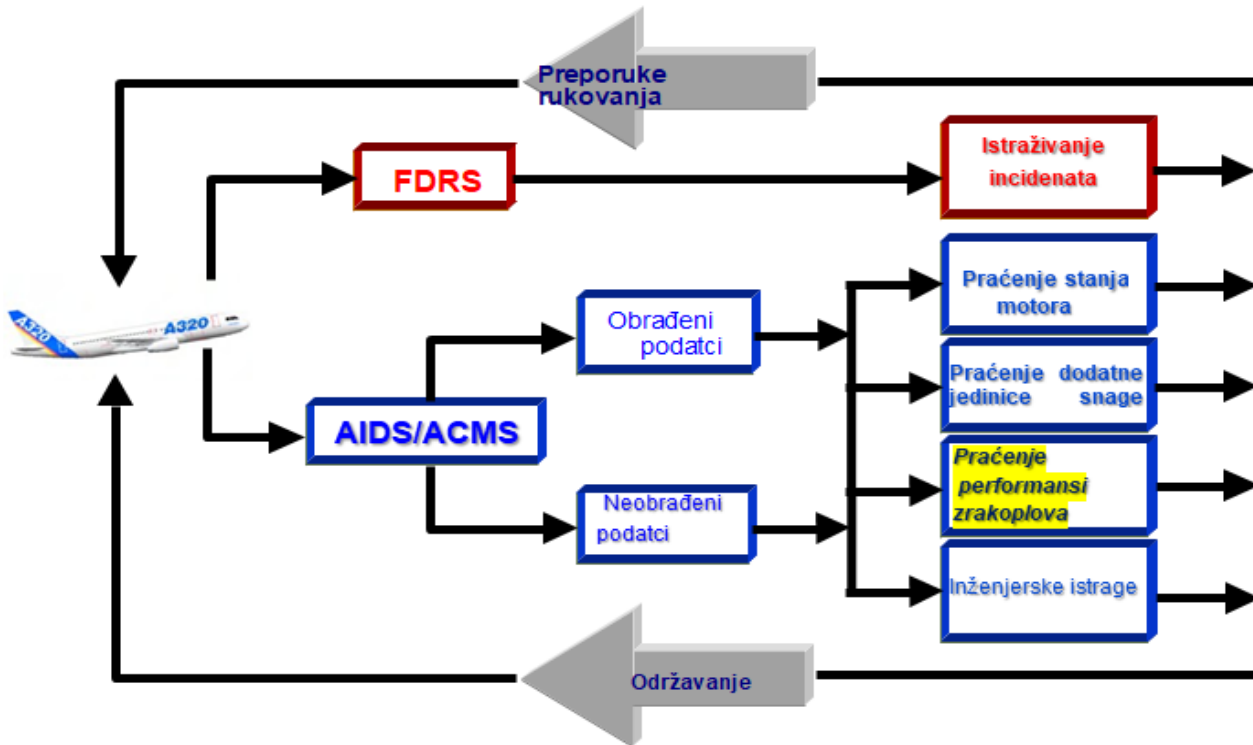 Preporuke
rukovanja
FDRS
Istraživanje
incidenata
A320
A320
Obrađeni
podatci
Praćenje stanja
motora
Praćenje dodatne
jedinice snage
AIDS/ACMS
Praćenje
performansi
zrakoplova
Neobrađeni
podatci
Inženjerske istrage
Održavanje